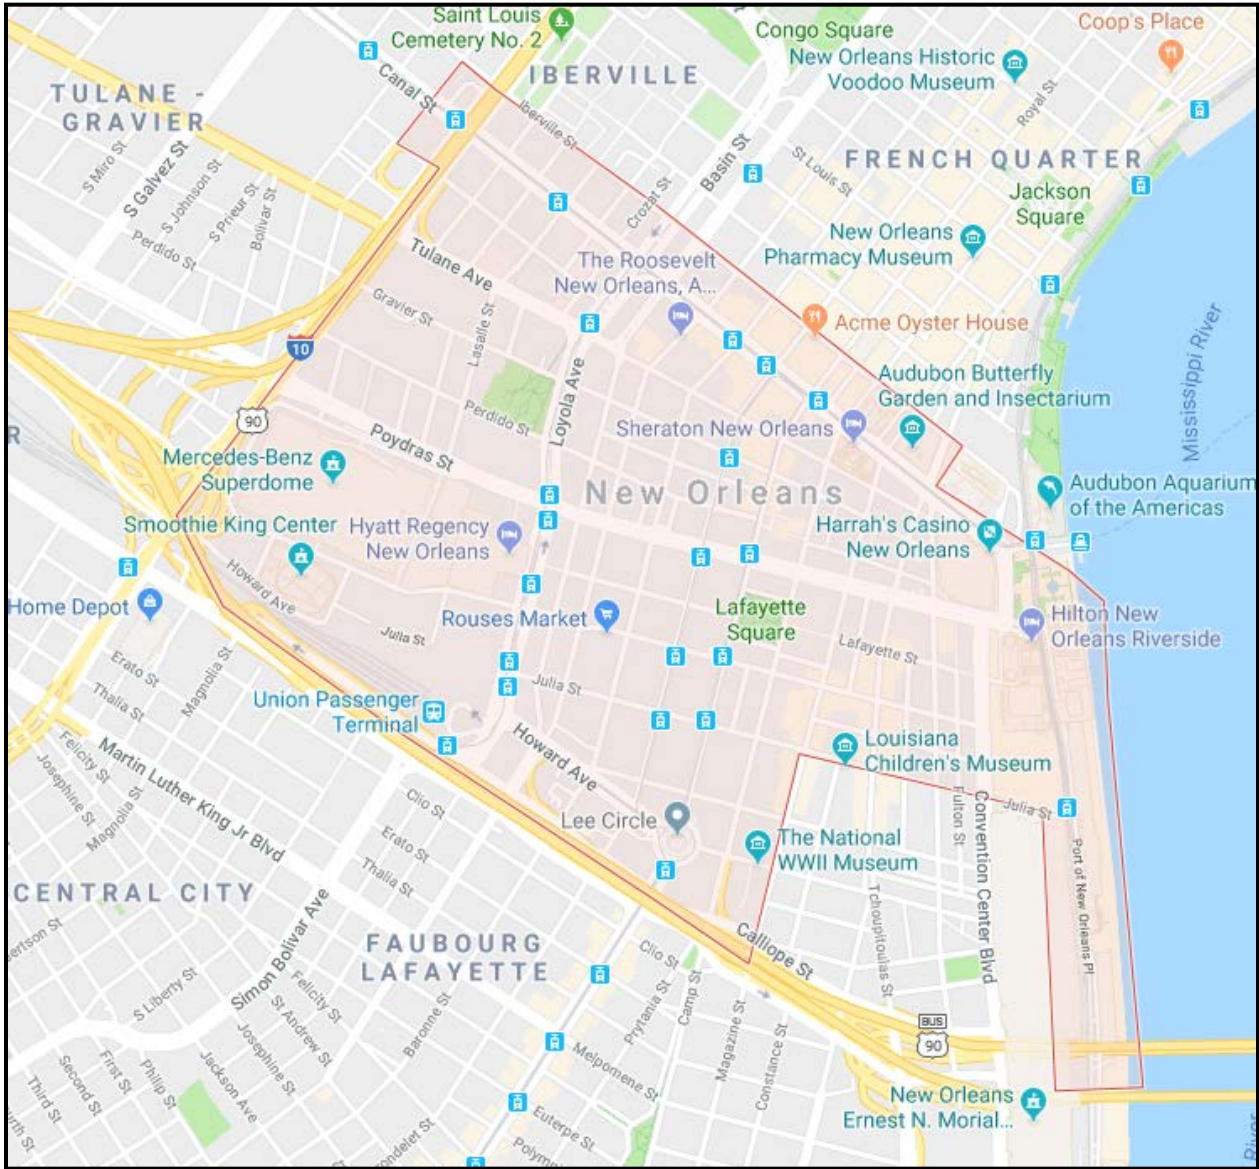 Saint Louis
Cemetery No. 2
Congo Square
Coop's Place
New Orleans Historic
Voodoo Museum
Canal St
IBERVILLE
TULANE -
GRAVIER
Iberville St
Royal St
Basin St
St Louis St
FRENCH QUARTER
S Miro St
S Galvez St
S Johnson St
S Prieur St
Bolivar St
Perdido St
Crozat St
Jackson
Square
New Orleans
Pharmacy Museum
Tulane Ave
The Roosevelt
New Orleans, A...
Gravier St
Lasalle St
Acme Oyster House
Mississippi River
10
Loyola Ave
Audubon Butterfly
Garden and Insectarium
90
Perdido St
Sheraton New Orleans
R
Poydras St
Mercedes-Benz
Superdome
New Orleans
Audubon Aquarium
of the Americas
Smoothie King Center
Hyatt Regency
New Orleans
Harrah's Casino
New Orleans
Howard Ave
Home Depot
Rouses Market
Lafayette
Square
Hilton New
Orleans Riverside
Julia St
Lafayette St
Erato St
Thalia St
Magnolia St
Julia St
Union Passenger
Terminal
Howard Ave
Louisiana
Children's Museum
Felicity St
Josephine St
Magnolia St
Martin Luther King Jr Blvd
Clio St
Erato St
Thalia St
Lee Circle
Fulton St
Convention Center Blvd
Julia St
The National
WWII Museum
Port of New Orleans Pl
CENTRAL CITY
Tchoupitoulas St
Simon Bolivar Ave
FAUBOURG
LAFAYETTE
Calliope St
Clio St
bertson St
S Liberty St
Felicity St
St Andrew St
Josephine St
Baronne St
Prytania St
Camp St
Magazine St
Constance St
BUS
90
Second St
First St
Philip St
Third St
Jackson Ave
Melpomene St
New Orleans
Ernest N. Morial...
Euterpe St
urth St
ondelet St
Polym
River